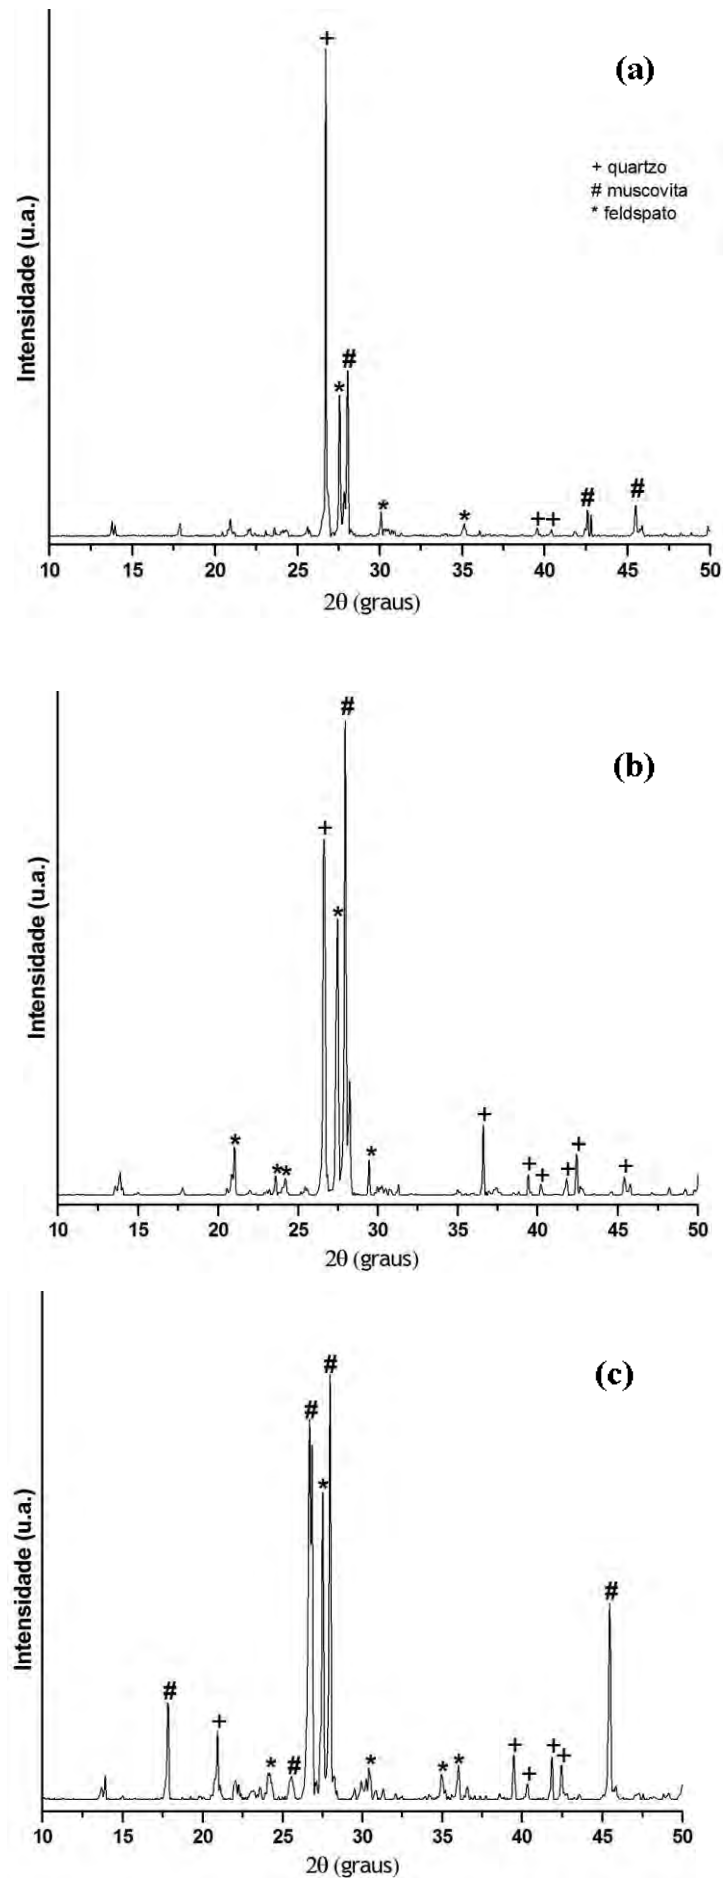 +
(a)
+ quartzo
# muscovita
* feldspato
#
*
*
*
+ +
#
#
Intensidade (u.a.)
10 15 20 25 30 35 40 45 50
2θ (graus)
#
(b)
+
*
*
* *
*
+
+
+
+
+
+
Intensidade (u.a.)
10 15 20 25 30 35 40 45 50
2θ (graus)
#
(c)
#
*
#
#
+
*
#
*
*
*
+
+
+
+
Intensidade (u.a.)
10 15 20 25 30 35 40 45 50
2θ (graus)